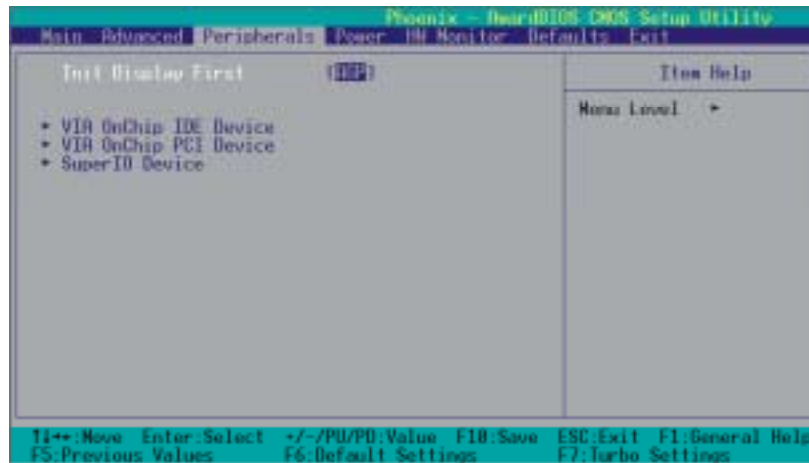 Phoenix - AwardBIOS CMOS Setup Utility
Main Advanced Peripherals Power HW Monitor Defaults Exit
Init Display First [AGP]
Item Help
Menu Level ►
► VIA OnChip IDE Device
► VIA OnChip PCI Device
► SuperIO Device
↑↓→←:Move Enter:Select +/-/PU/PD:Value F10:Save ESC:Exit F1:General Help
F5:Previous Values F6:Default Settings F7:Turbo Settings